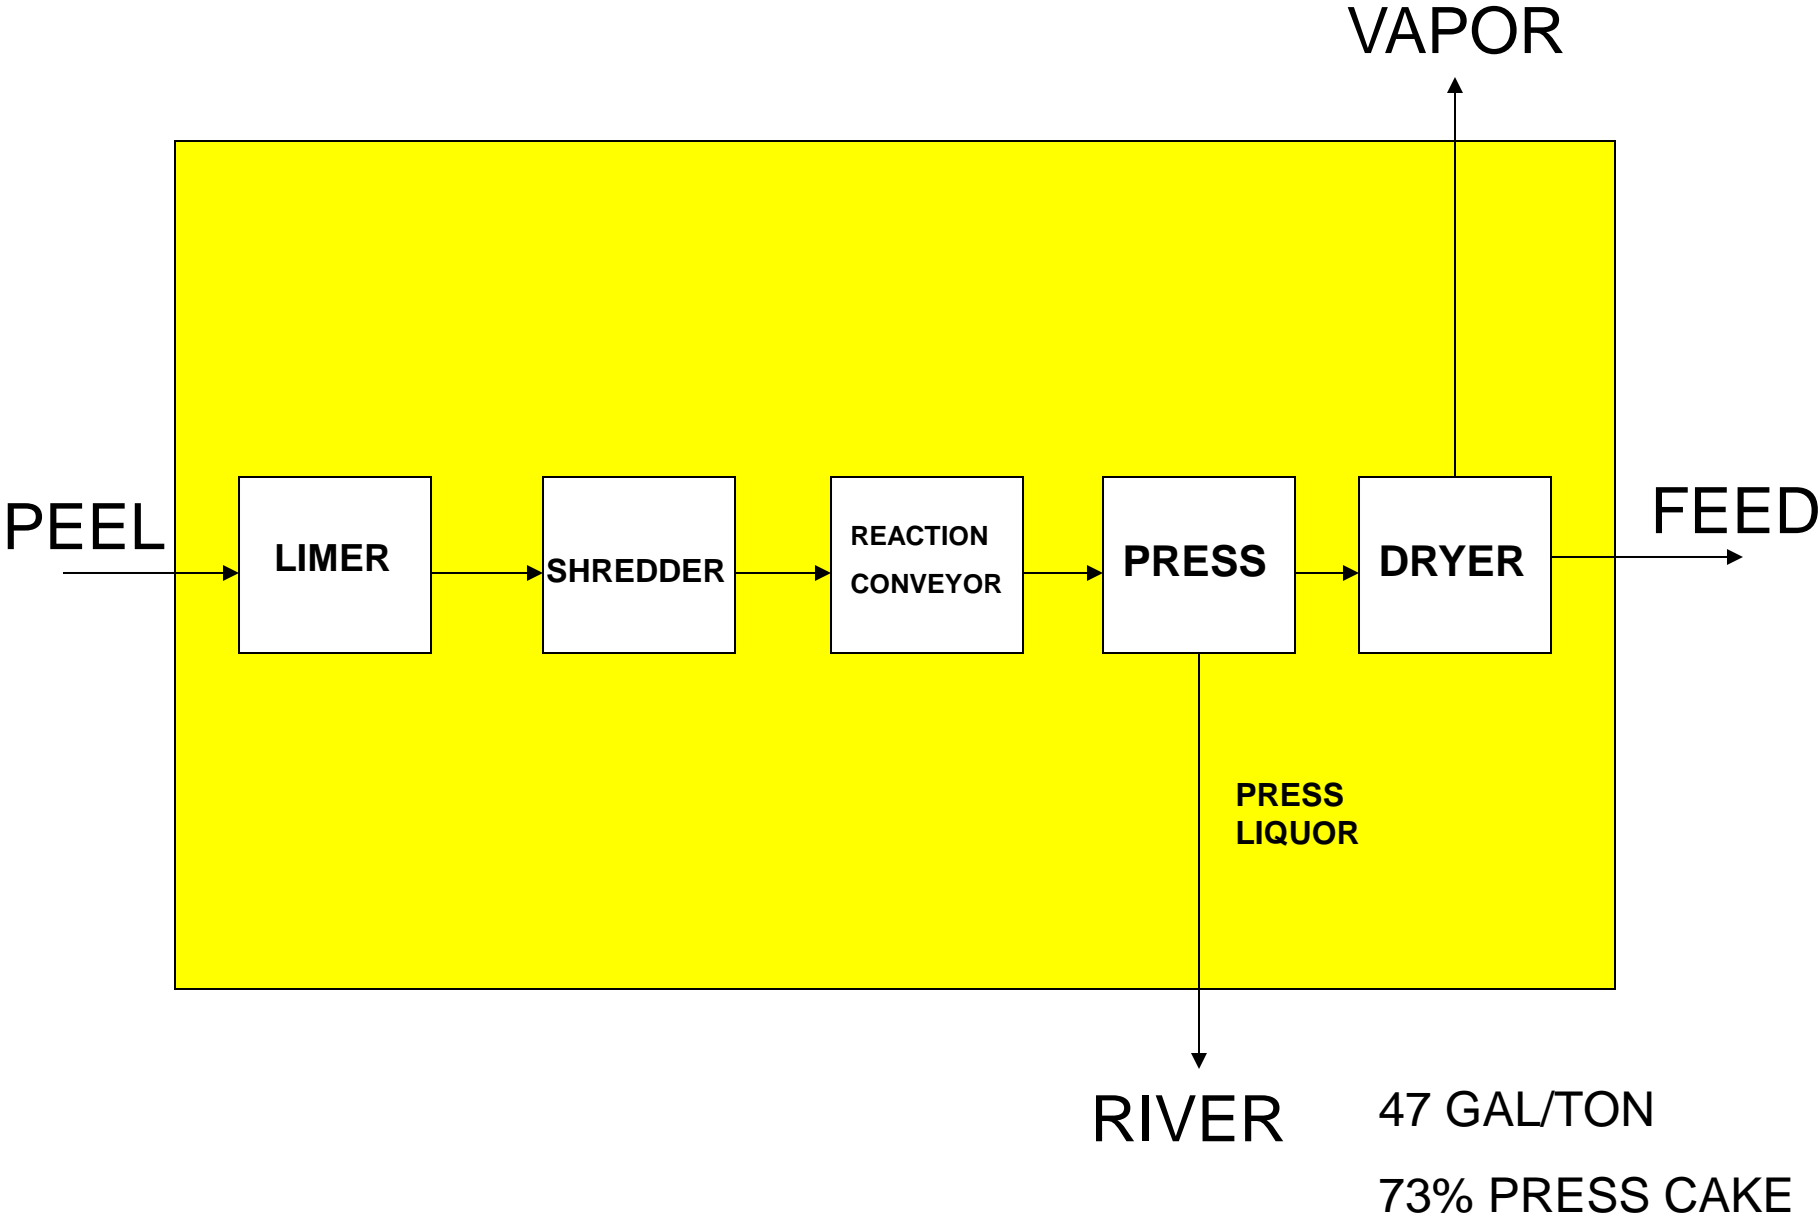 VAPOR
PEEL
LIMER
SHREDDER
REACTION
CONVEYOR
PRESS
DRYER
FEED
PRESS
LIQUOR
RIVER
47 GAL/TON
73% PRESS CAKE